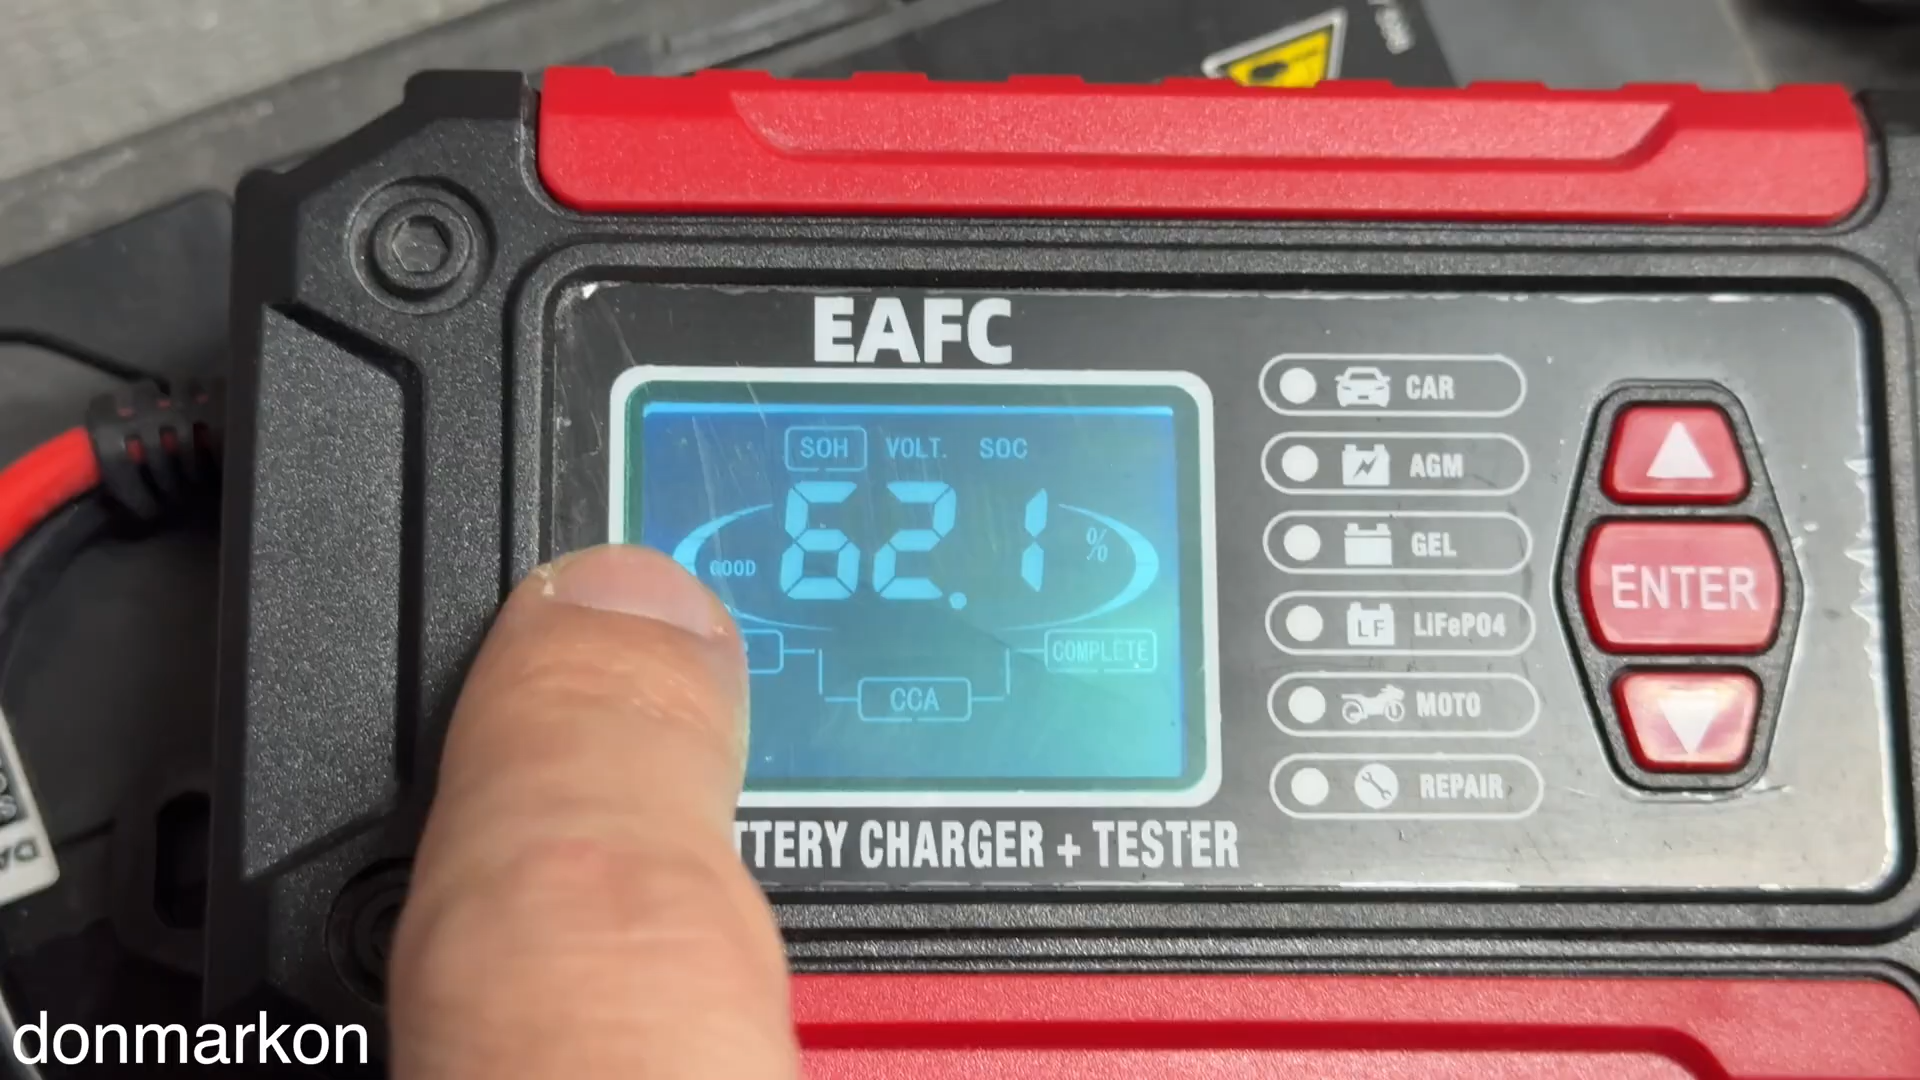 EAFC
SOH VOLT. SOC
62.1 %
GOOD
COMPLETE
CCA
CHARGER + TESTER
CAR
AGM
GEL
LF LiFePO4
MOTO
REPAIR
ENTER
donmarkon